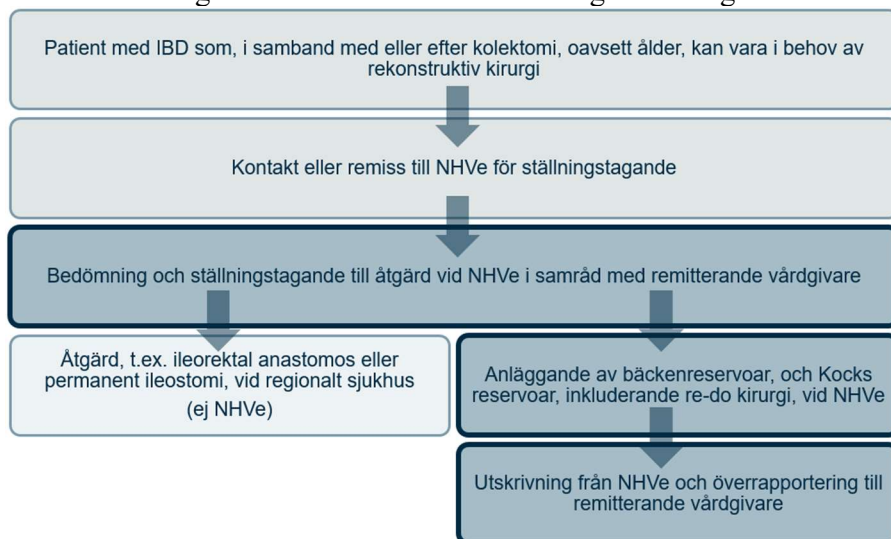 Patient med IBD som, i samband med eller efter kolektomi, oavsett ålder, kan vara i behov av
rekonstruktiv kirurgi
Kontakt eller remiss till NHVe för ställningstagande
Bedömning och ställningstagande till åtgärd vid NHVe i samråd med remitterande vårdgivare
Åtgärd, t.ex. ileorektal anastomos eller
permanent ileostomi, vid regionalt sjukhus
(ej NHVe)
Anläggande av bäckenreservoar, och Kocks
reservoar, inkluderande re-do kirurgi, vid NHVe
Utskrivning från NHVe och överrapportering till
remitterande vårdgivare